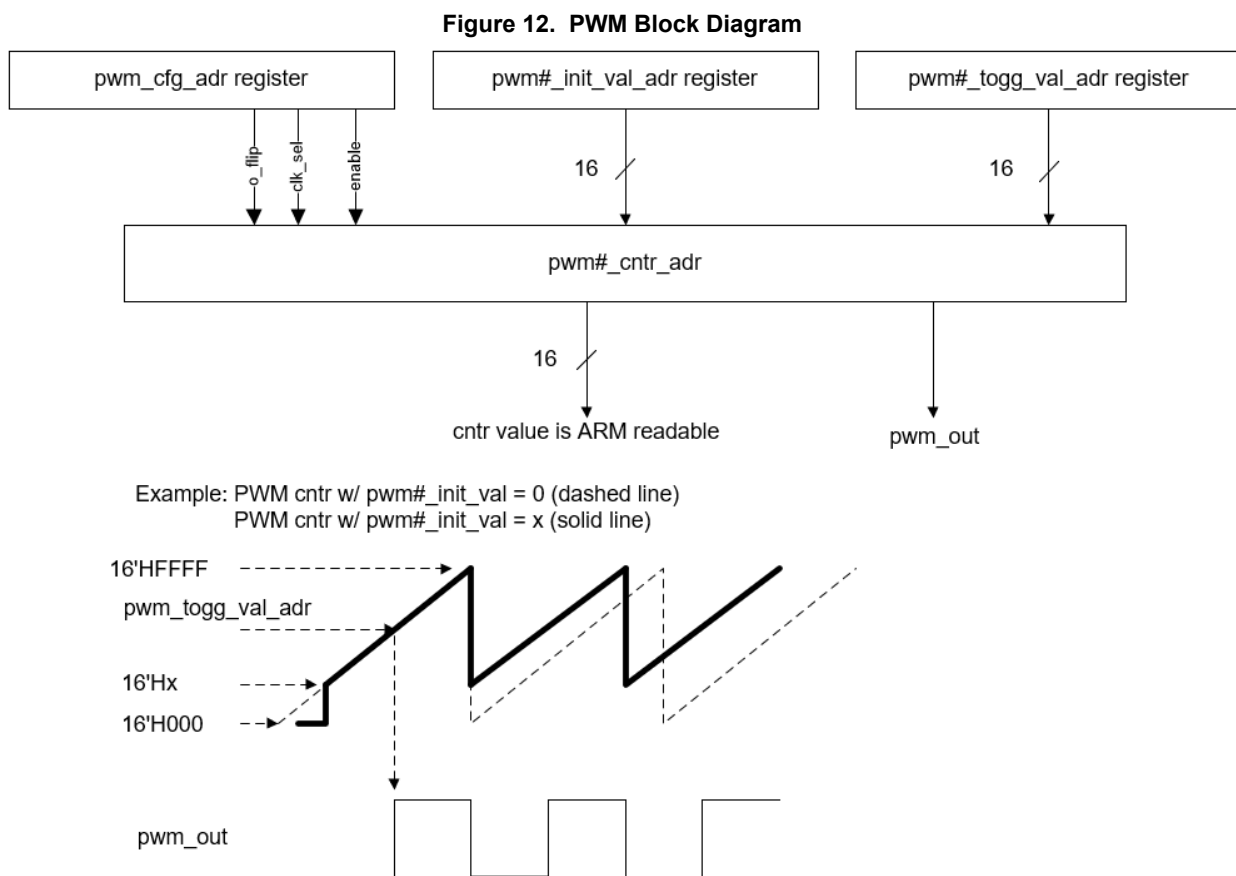 Figure 12. PWM Block Diagram
pwm_cfg_adr register
pwm#_init_val_adr register
pwm#_togg_val_adr register
o_flip
clk_sel
enable
16
16
pwm#_cntr_adr
16
cntr value is ARM readable
pwm_out
Example: PWM cntr w/ pwm#_init_val = 0 (dashed line)
PWM cntr w/ pwm#_init_val = x (solid line)
16'HFFFF
pwm_togg_val_adr
16'Hx
16'H000
pwm_out